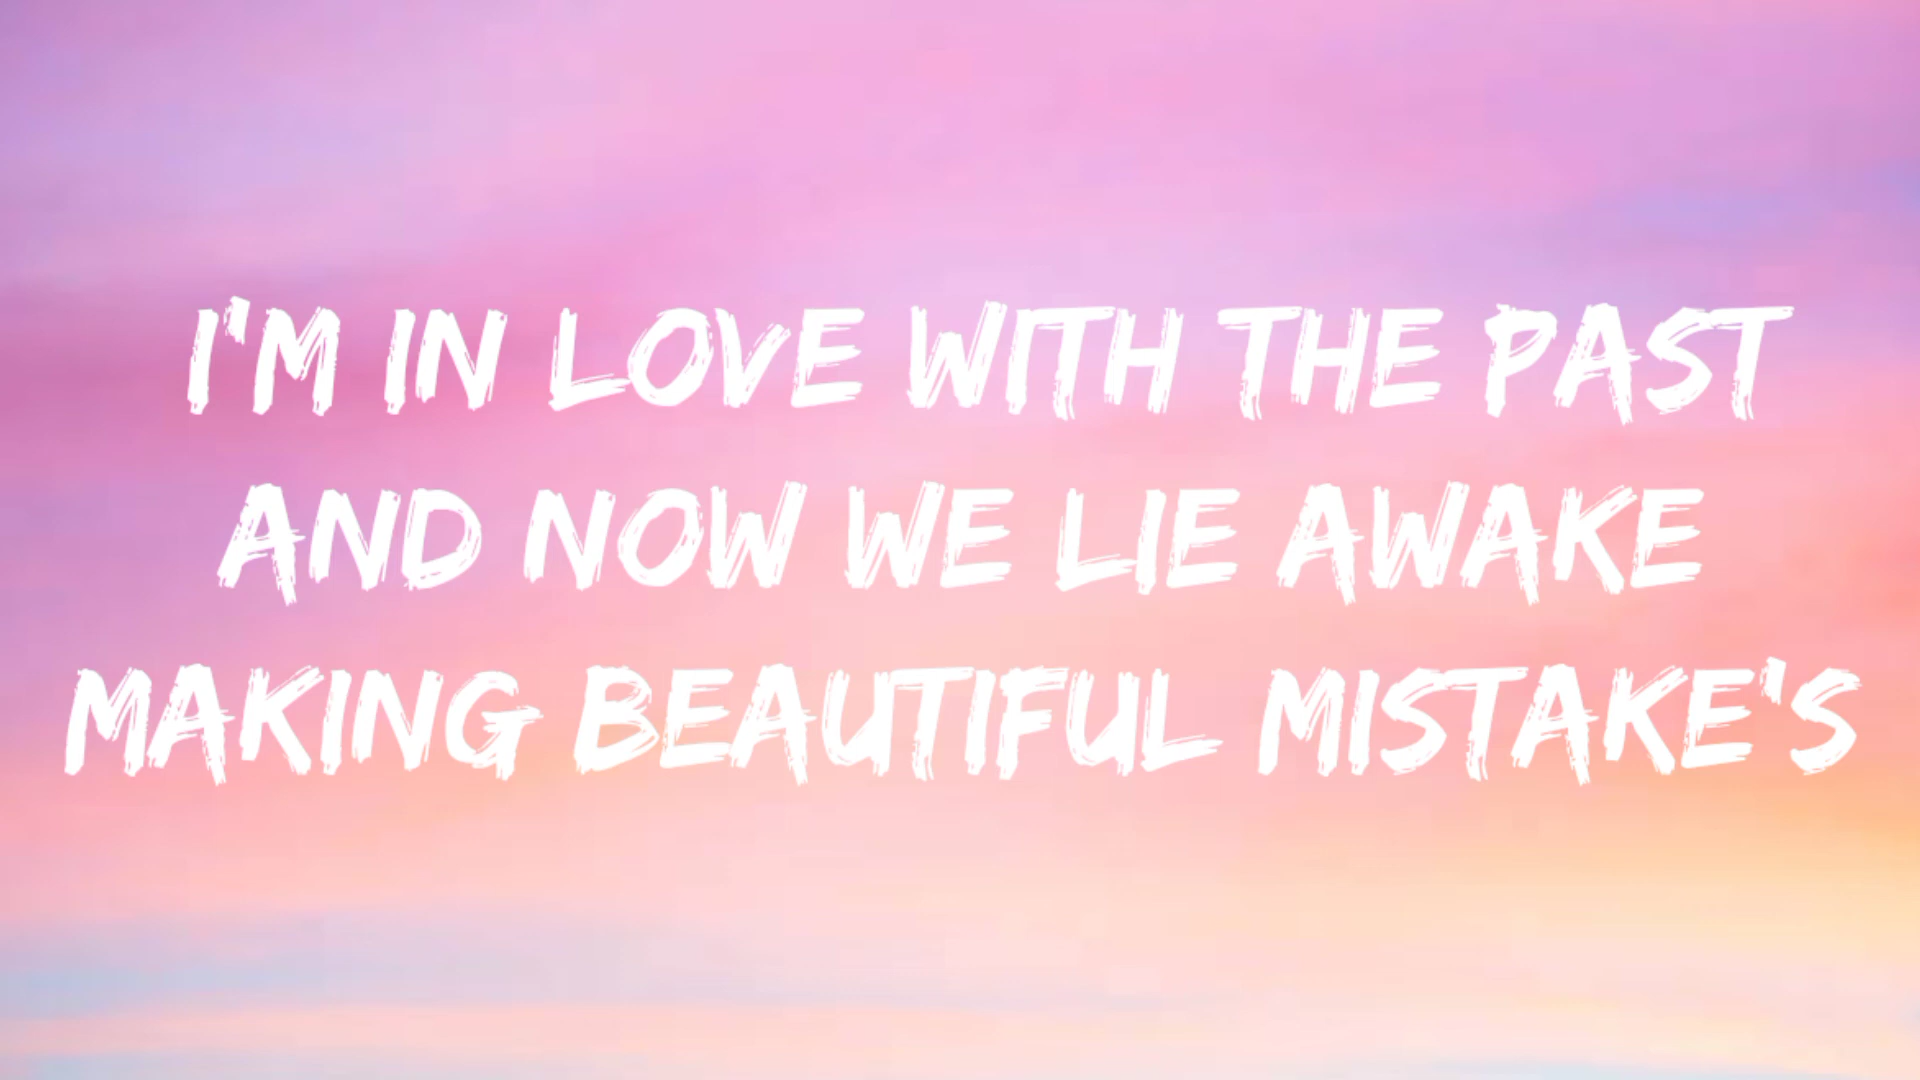 I'M IN LOVE WITH THE PAST
AND NOW WE LIE AWAKE
MAKING BEAUTIFUL MISTAKE'S